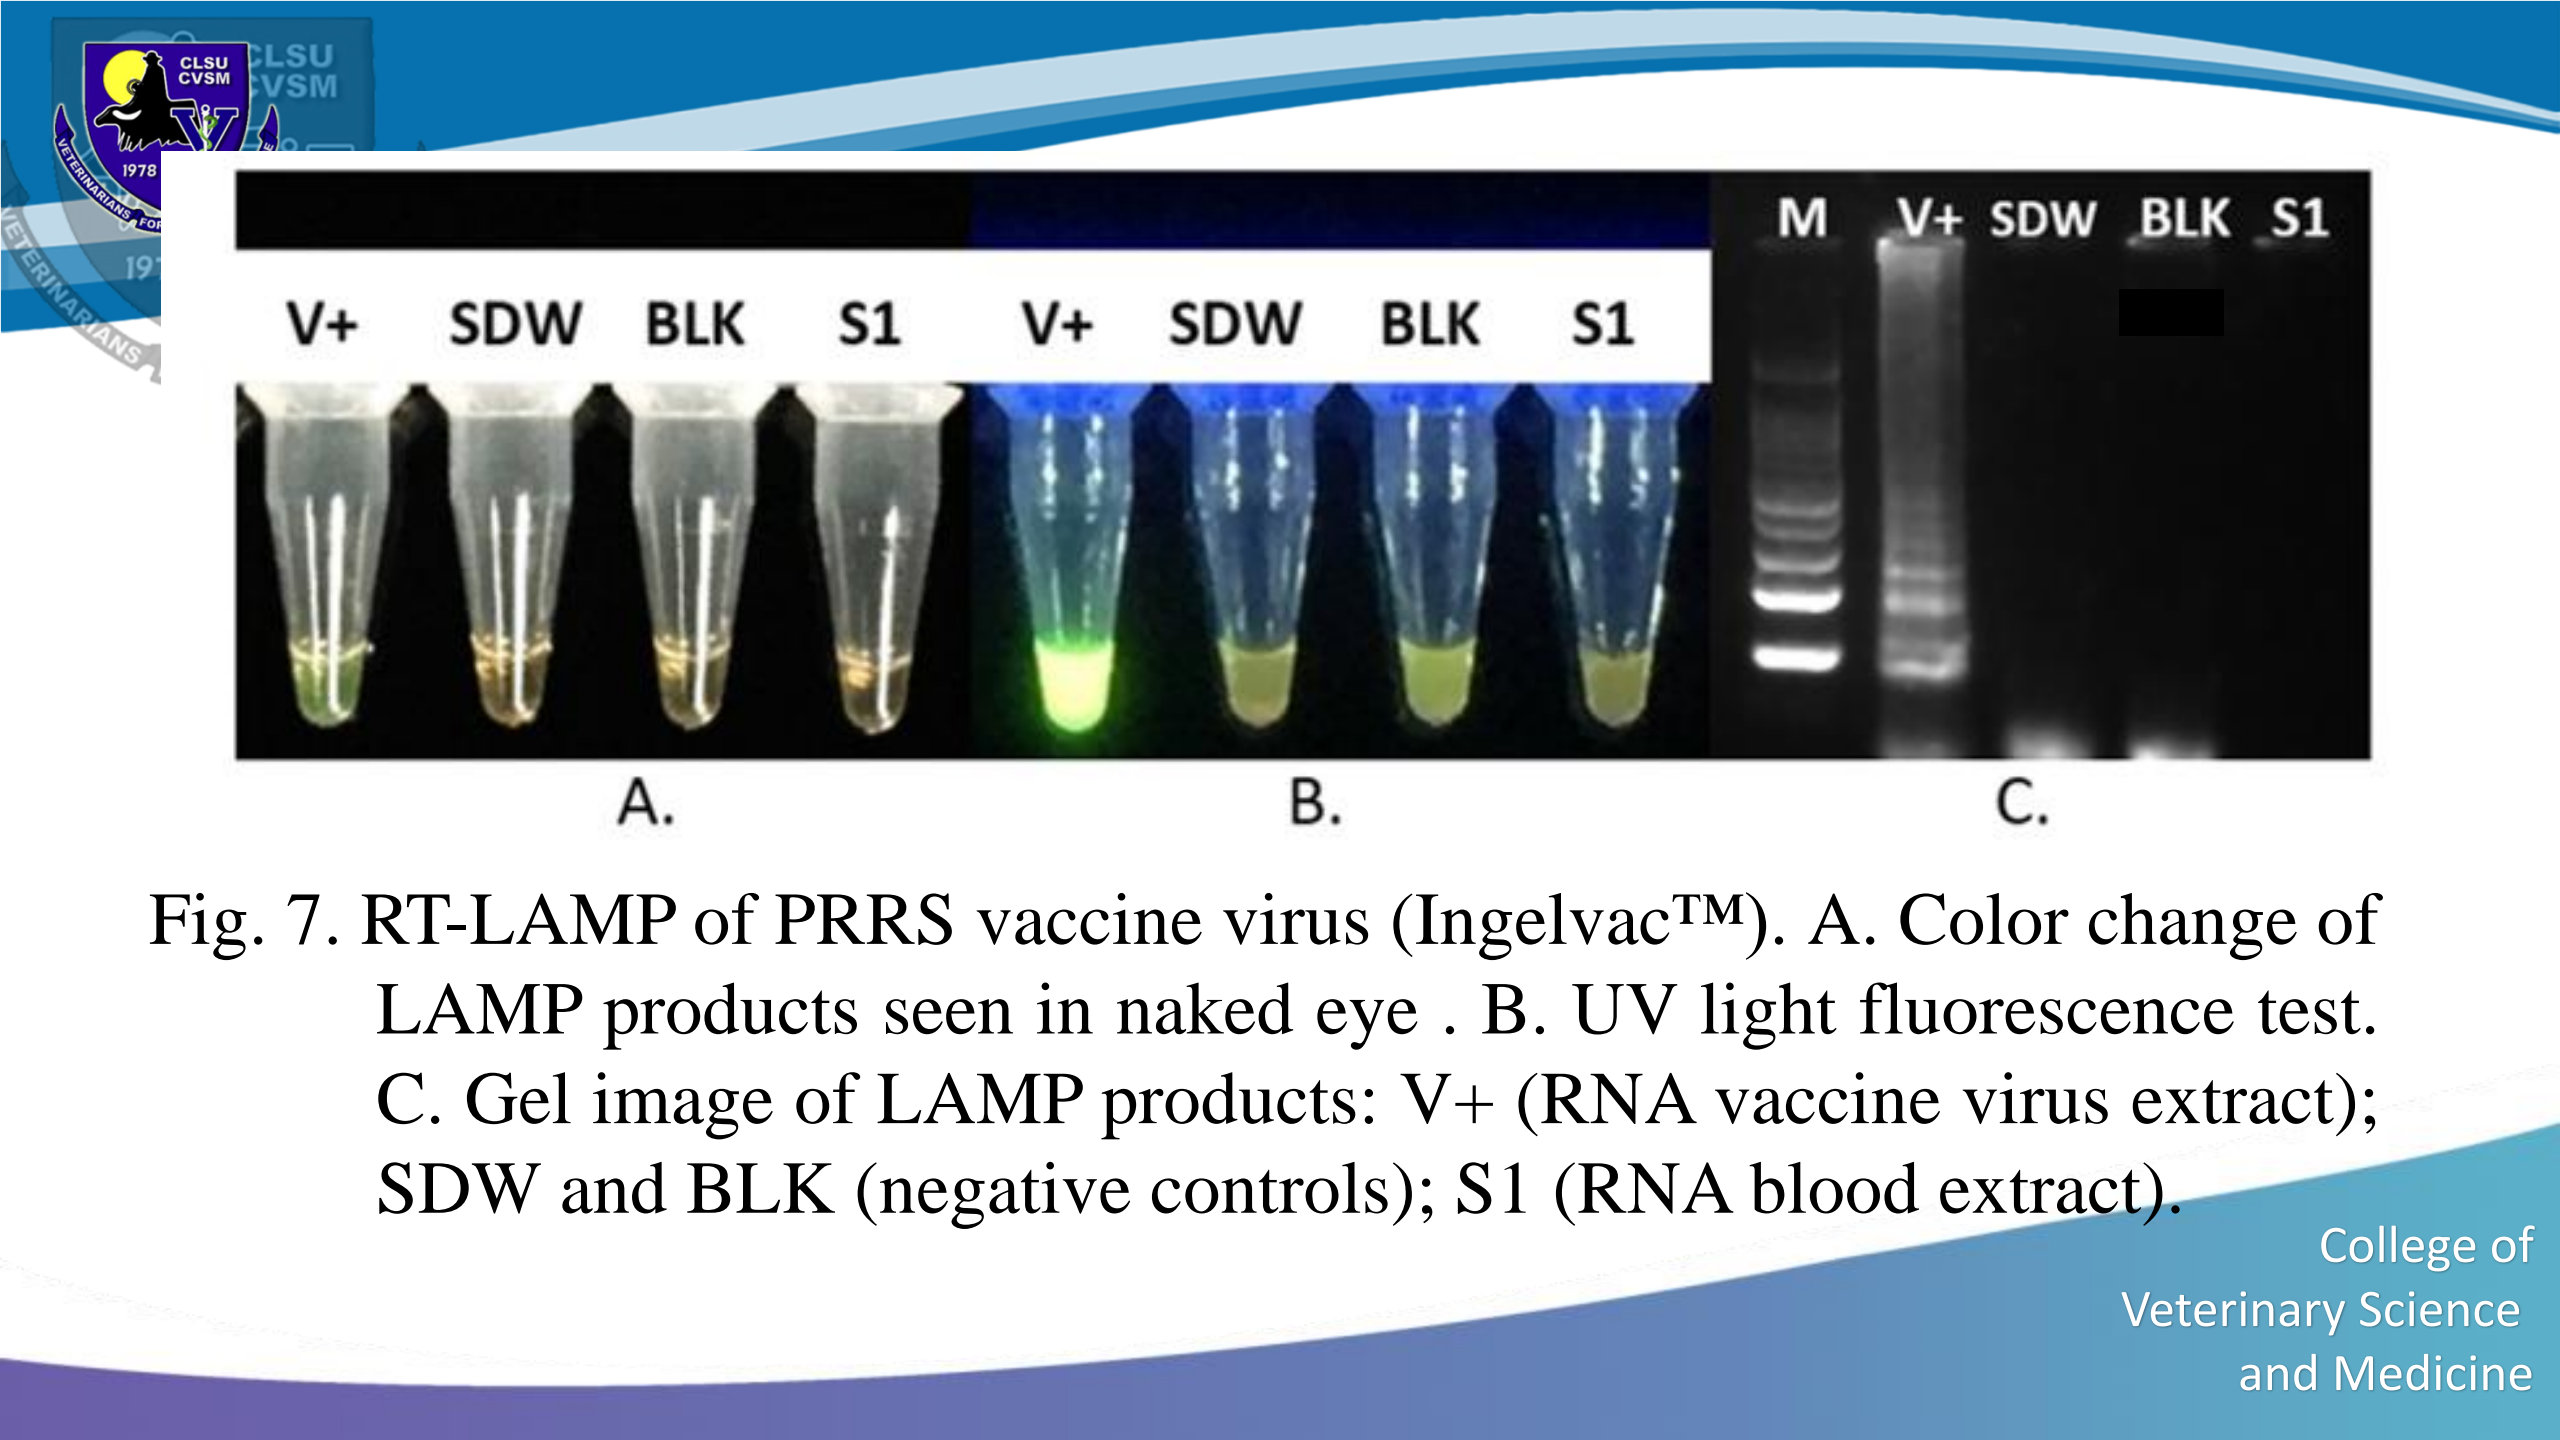 CLSU
CVSM
CLSU
CVSM
1978
VETERINARIANS FOR
VETERINARIANS
M V+ SDW BLK S1
V+ SDW BLK S1 V+ SDW BLK S1
A. B. C.
Fig. 7. RT-LAMP of PRRS vaccine virus (Ingelvac™). A. Color change of
LAMP products seen in naked eye . B. UV light fluorescence test.
C. Gel image of LAMP products: V+ (RNA vaccine virus extract);
SDW and BLK (negative controls); S1 (RNA blood extract).
College of
Veterinary Science
and Medicine